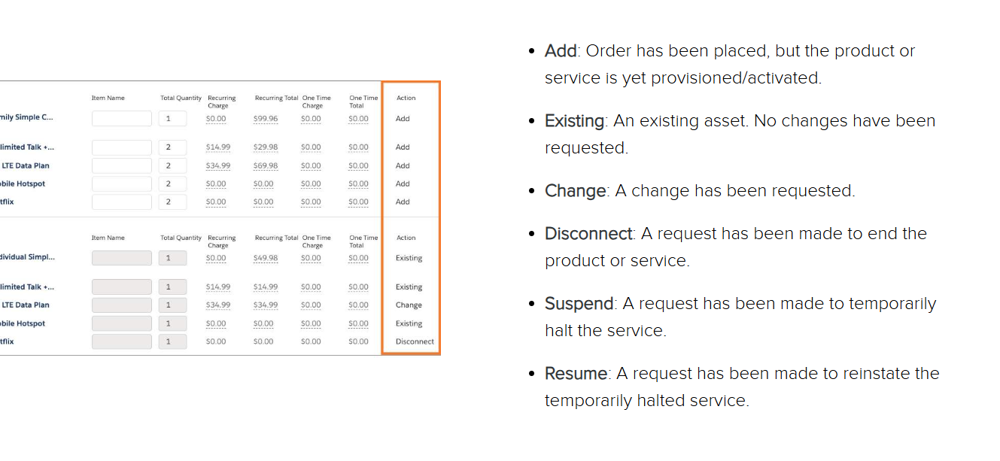 Item Name Total Quantity Recurring Charge Recurring Total One Time Charge One Time Total Action
mily Simple C... 1 $0.00 $99.96 $0.00 $0.00 Add
limited Talk +... 2 $14.99 $29.98 $0.00 $0.00 Add
LTE Data Plan 2 $34.99 $69.98 $0.00 $0.00 Add
bile Hotspot 2 $0.00 $0.00 $0.00 $0.00 Add
tflix 2 $0.00 $0.00 $0.00 $0.00 Add
Item Name Total Quantity Recurring Charge Recurring Total One Time Charge One Time Total Action
dividual Simpl... 1 $0.00 $49.98 $0.00 $0.00 Existing
limited Talk +... 1 $14.99 $14.99 $0.00 $0.00 Existing
LTE Data Plan 1 $34.99 $34.99 $0.00 $0.00 Change
bile Hotspot 1 $0.00 $0.00 $0.00 $0.00 Existing
tflix 1 $0.00 $0.00 $0.00 $0.00 Disconnect
• Add: Order has been placed, but the product or
service is yet provisioned/activated.
• Existing: An existing asset. No changes have been
requested.
• Change: A change has been requested.
• Disconnect: A request has been made to end the
product or service.
• Suspend: A request has been made to temporarily
halt the service.
• Resume: A request has been made to reinstate the
temporarily halted service.